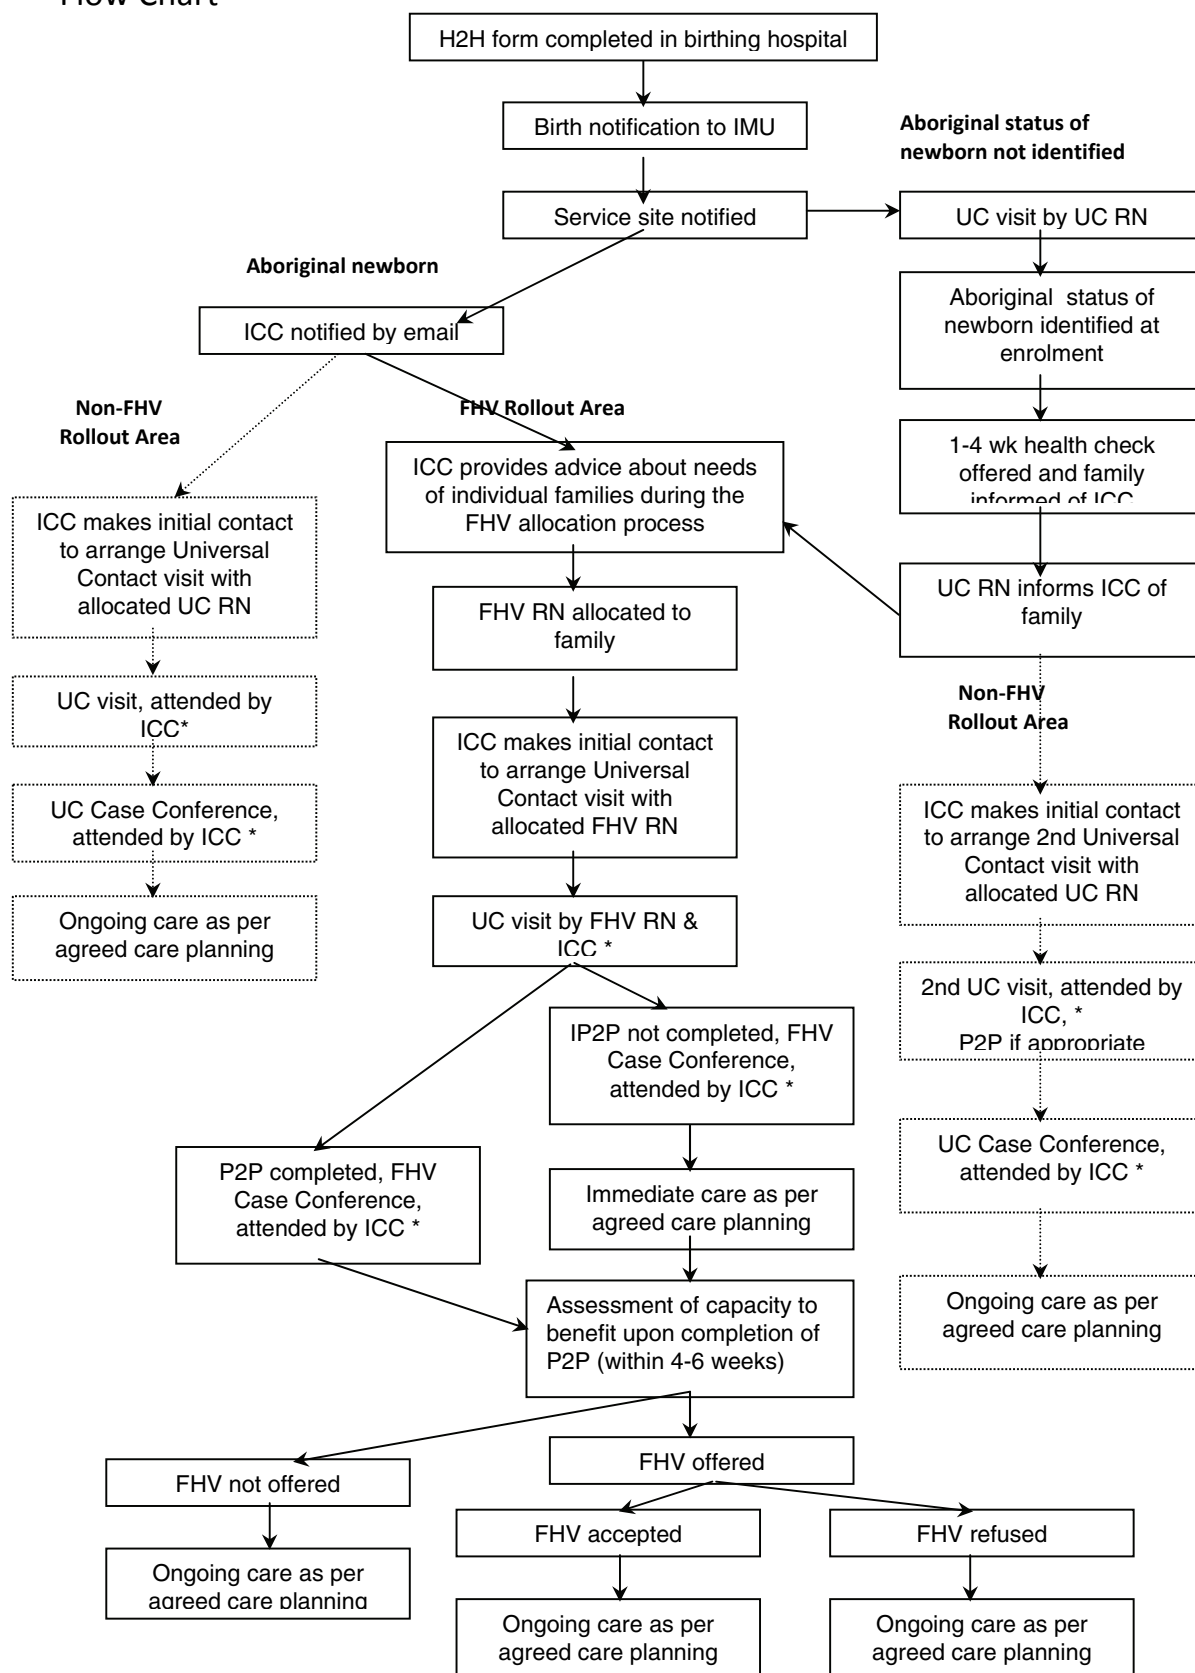 Flow Chart
H2H form completed in birthing hospital
Birth notification to IMU
Aboriginal status of
newborn not identified
Service site notified
UC visit by UC RN
Aboriginal newborn
ICC notified by email
Aboriginal status of
newborn identified at
enrolment
Non-FHV
Rollout Area
FHV Rollout Area
1-4 wk health check
offered and family
informed of ICC
ICC provides advice about needs
of individual families during the
FHV allocation process
ICC makes initial contact
to arrange Universal
Contact visit with
allocated UC RN
UC RN informs ICC of
family
FHV RN allocated to
family
UC visit, attended by
ICC*
Non-FHV
Rollout Area
ICC makes initial contact
to arrange Universal
Contact visit with
allocated FHV RN
UC Case Conference,
attended by ICC *
ICC makes initial contact
to arrange 2nd Universal
Contact visit with
allocated UC RN
Ongoing care as per
agreed care planning
UC visit by FHV RN &
ICC *
2nd UC visit, attended by
ICC, *
P2P if appropriate
IP2P not completed, FHV
Case Conference,
attended by ICC *
UC Case Conference,
attended by ICC *
P2P completed, FHV
Case Conference,
attended by ICC *
Immediate care as per
agreed care planning
Ongoing care as per
agreed care planning
Assessment of capacity to
benefit upon completion of
P2P (within 4-6 weeks)
FHV offered
FHV not offered
FHV accepted
FHV refused
Ongoing care as per
agreed care planning
Ongoing care as per
agreed care planning
Ongoing care as per
agreed care planning